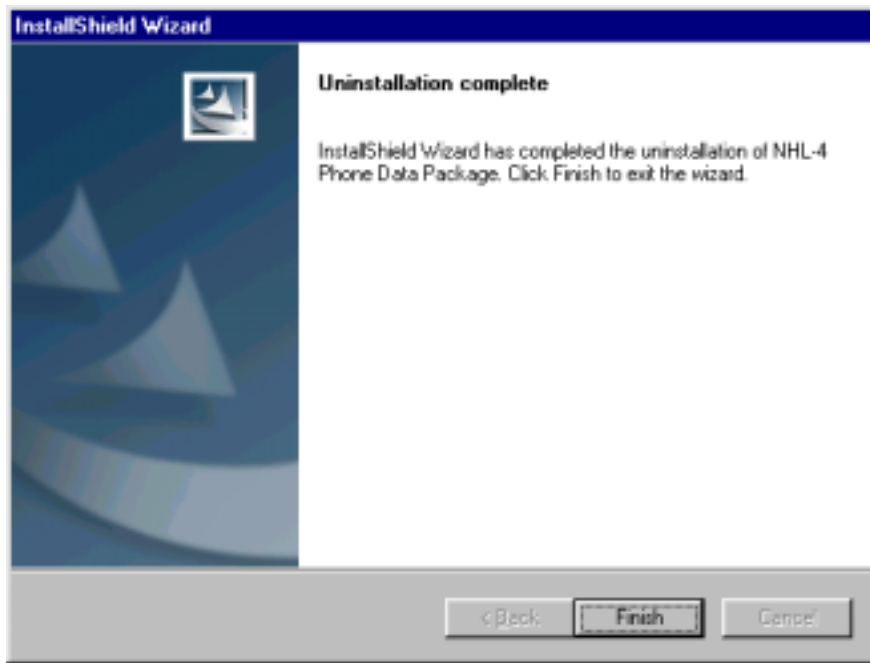 InstallShield Wizard
Uninstallation complete
InstallShield Wizard has completed the uninstallation of NHL-4
Phone Data Package. Click Finish to exit the wizard.
< Back
Finish
Cancel